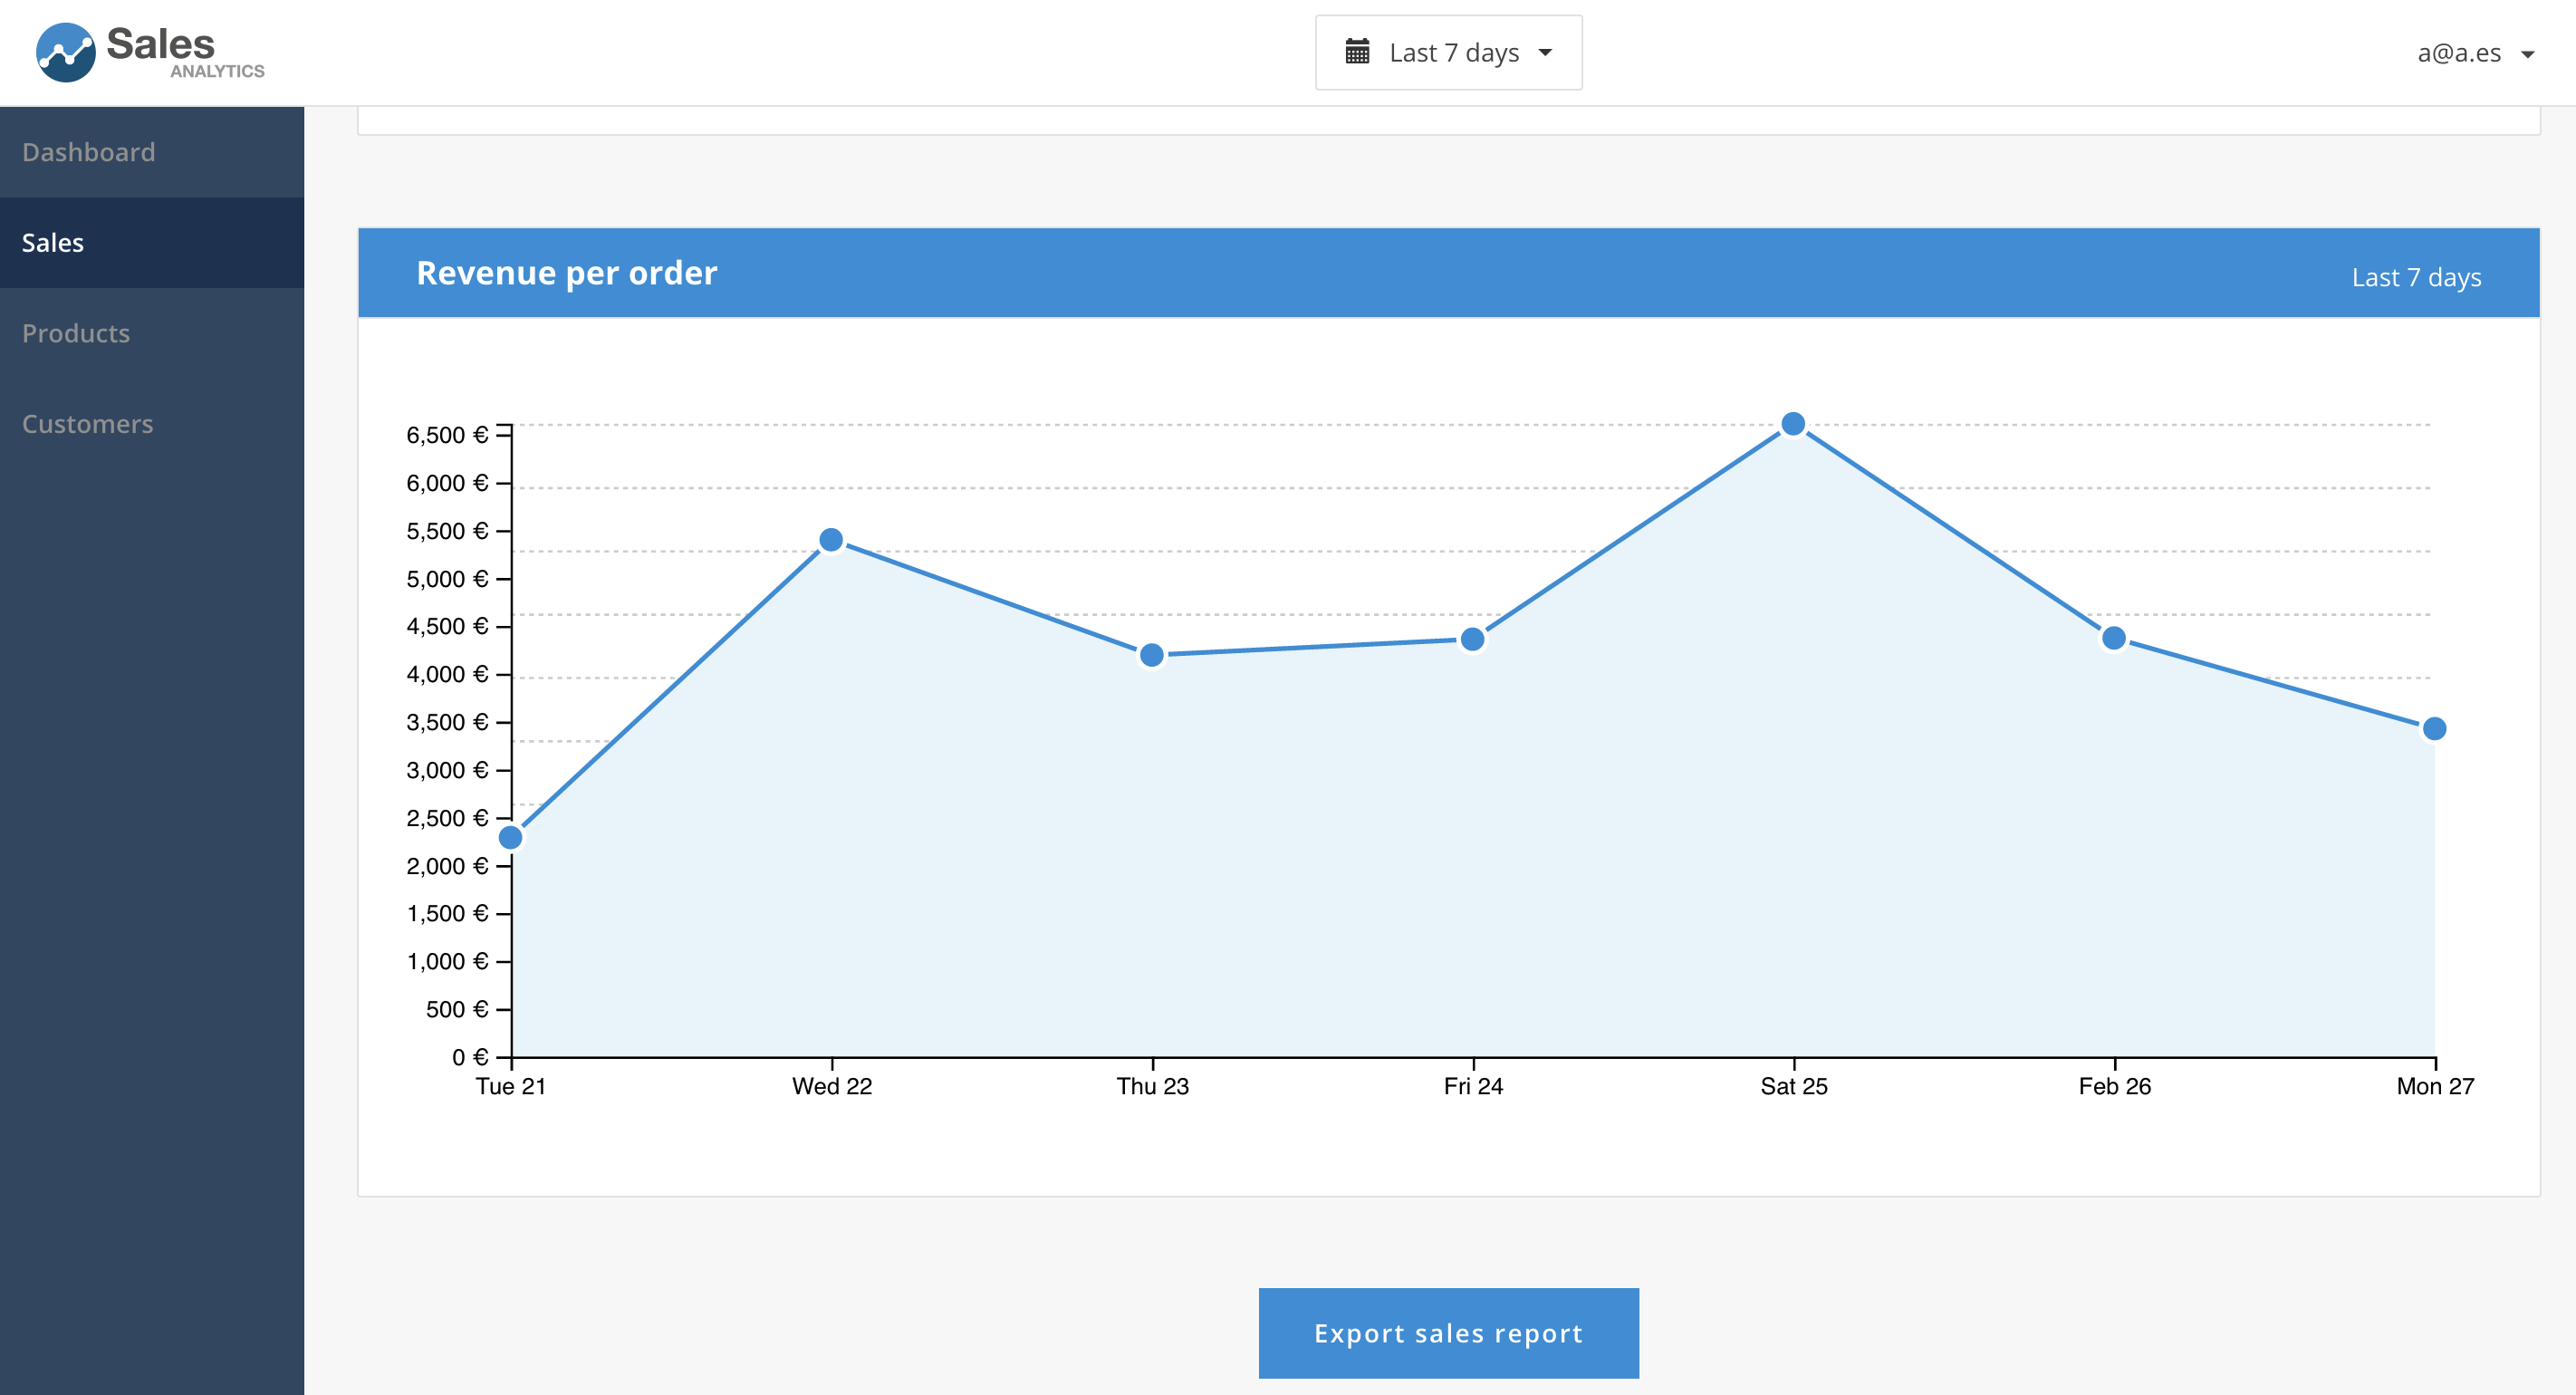 Sales
ANALYTICS
Last 7 days
a@a.es
Dashboard
Sales
Products
Customers
Revenue per order
Last 7 days
6,500 €
6,000 €
5,500 €
5,000 €
4,500 €
4,000 €
3,500 €
3,000 €
2,500 €
2,000 €
1,500 €
1,000 €
500 €
0 €
Tue 21
Wed 22
Thu 23
Fri 24
Sat 25
Feb 26
Mon 27
Export sales report